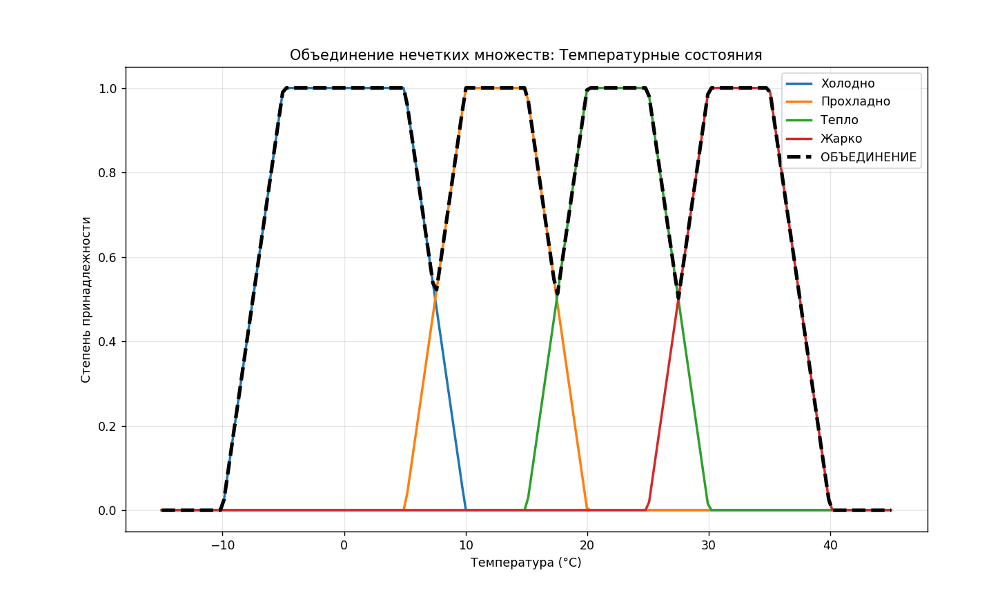 Объединение нечетких множеств: Температурные состояния
Степень принадлежности
1.0
0.8
0.6
0.4
0.2
0.0
−10
0
10
20
30
40
Температура (°C)
Холодно
Прохладно
Тепло
Жарко
ОБЪЕДИНЕНИЕ